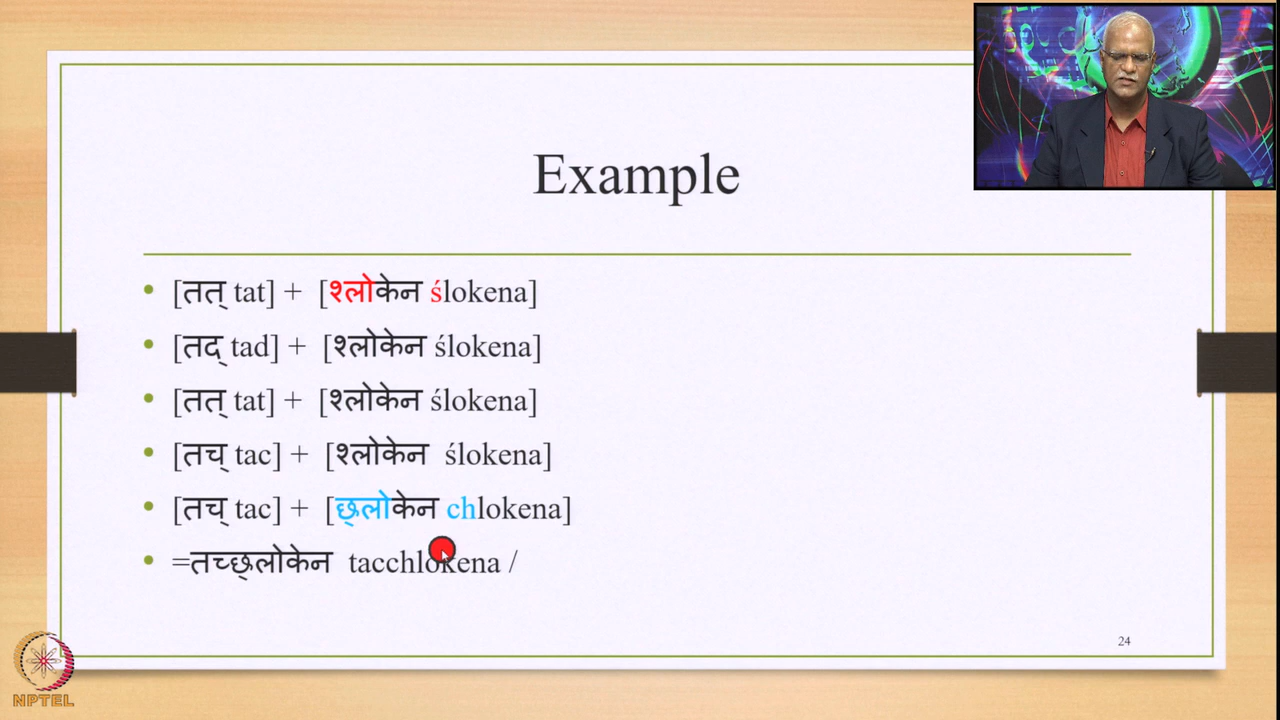 Example
• [तत् tat] + [श्लोकेन ślokena]
• [तद् tad] + [श्लोकेन ślokena]
• [तत् tat] + [श्लोकेन ślokena]
• [तच् tac] + [श्लोकेन ślokena]
• [तच् tac] + [छ्लोकेन chlokena]
• =तच्छ्लोकेन tacchlokena /
24
NPTEL